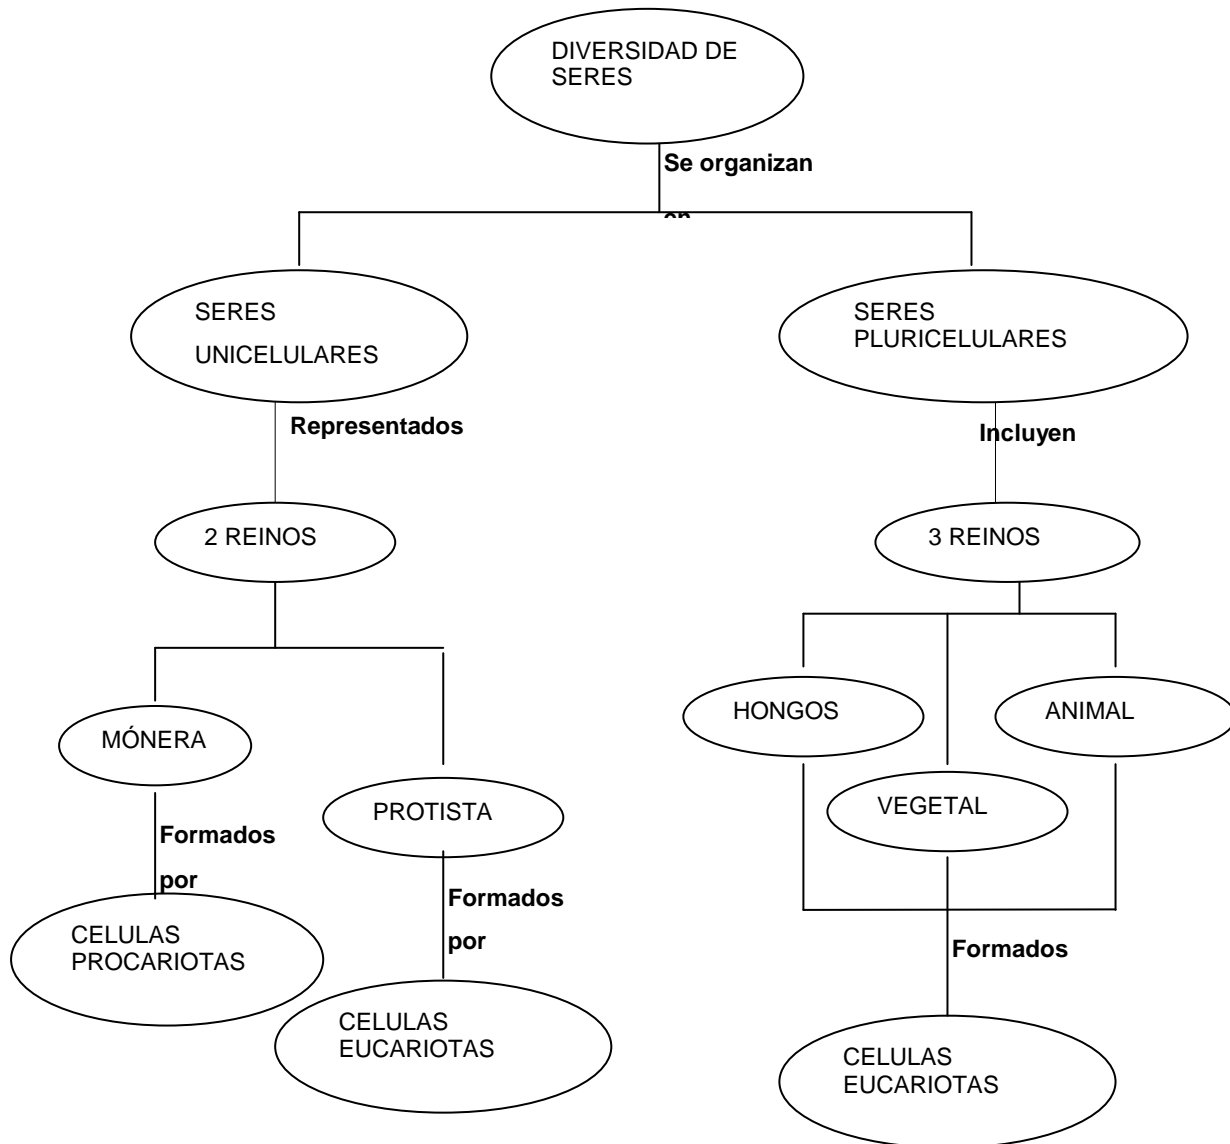 DIVERSIDAD DE
SERES
Se organizan
en
SERES
UNICELULARES
SERES
PLURICELULARES
Representados
Incluyen
2 REINOS
3 REINOS
MÓNERA
PROTISTA
HONGOS
VEGETAL
ANIMAL
Formados
por
Formados
por
Formados
CELULAS
PROCARIOTAS
CELULAS
EUCARIOTAS
CELULAS
EUCARIOTAS